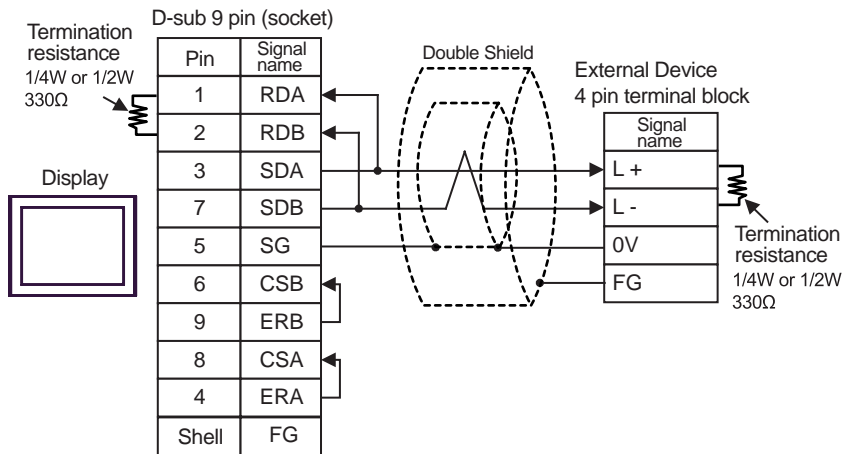 D-sub 9 pin (socket)
Termination
resistance
1/4W or 1/2W
330Ω
Pin Signal
name
1 RDA
2 RDB
3 SDA
7 SDB
5 SG
6 CSB
9 ERB
8 CSA
4 ERA
Shell FG
Display
Double Shield
External Device
4 pin terminal block
Signal
name
L +
L -
0V
FG
Termination
resistance
1/4W or 1/2W
330Ω